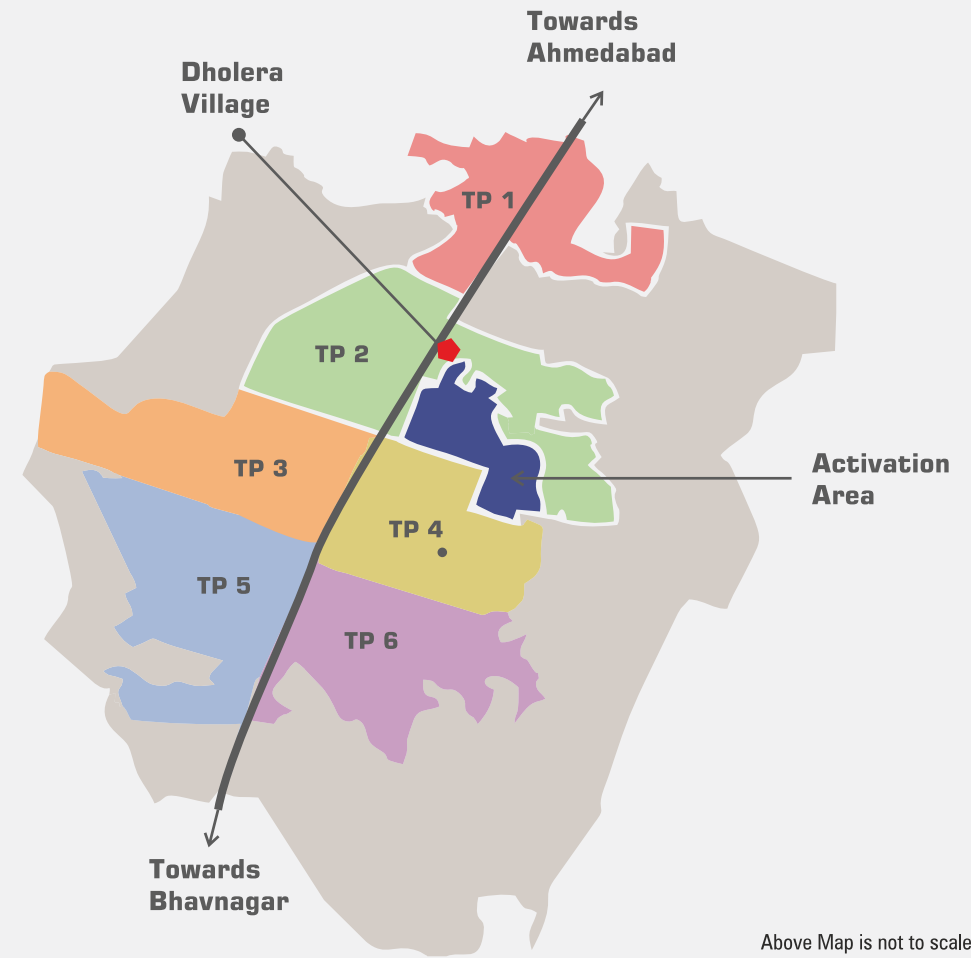 Towards
Ahmedabad
Dholera
Village
TP 1
TP 2
TP 3
Activation
Area
TP 4
TP 5
TP 6
Towards
Bhavnagar
Above Map is not to scale